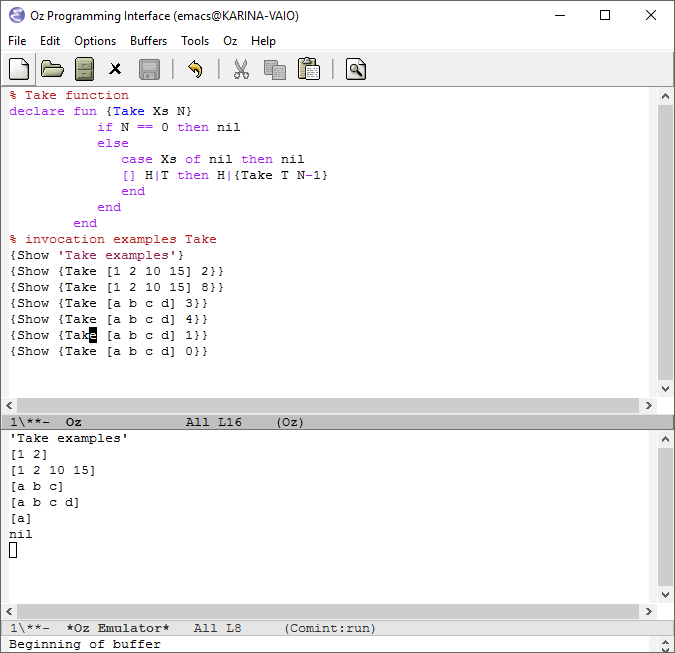 Oz Programming Interface (emacs@KARINA-VAIO)
File Edit Options Buffers Tools Oz Help
% Take function
declare fun {Take Xs N}
           if N == 0 then nil
           else
              case Xs of nil then nil
              [] H|T then H|{Take T N-1}
              end
           end
        end
% invocation examples Take
{Show 'Take examples'}
{Show {Take [1 2 10 15] 2}}
{Show {Take [1 2 10 15] 8}}
{Show {Take [a b c d] 3}}
{Show {Take [a b c d] 4}}
{Show {Take [a b c d] 1}}
{Show {Take [a b c d] 0}}
1\**-  Oz             All L16    (Oz)
'Take examples'
[1 2]
[1 2 10 15]
[a b c]
[a b c d]
[a]
nil
1\**-  *Oz Emulator*   All L8     (Comint:run)
Beginning of buffer